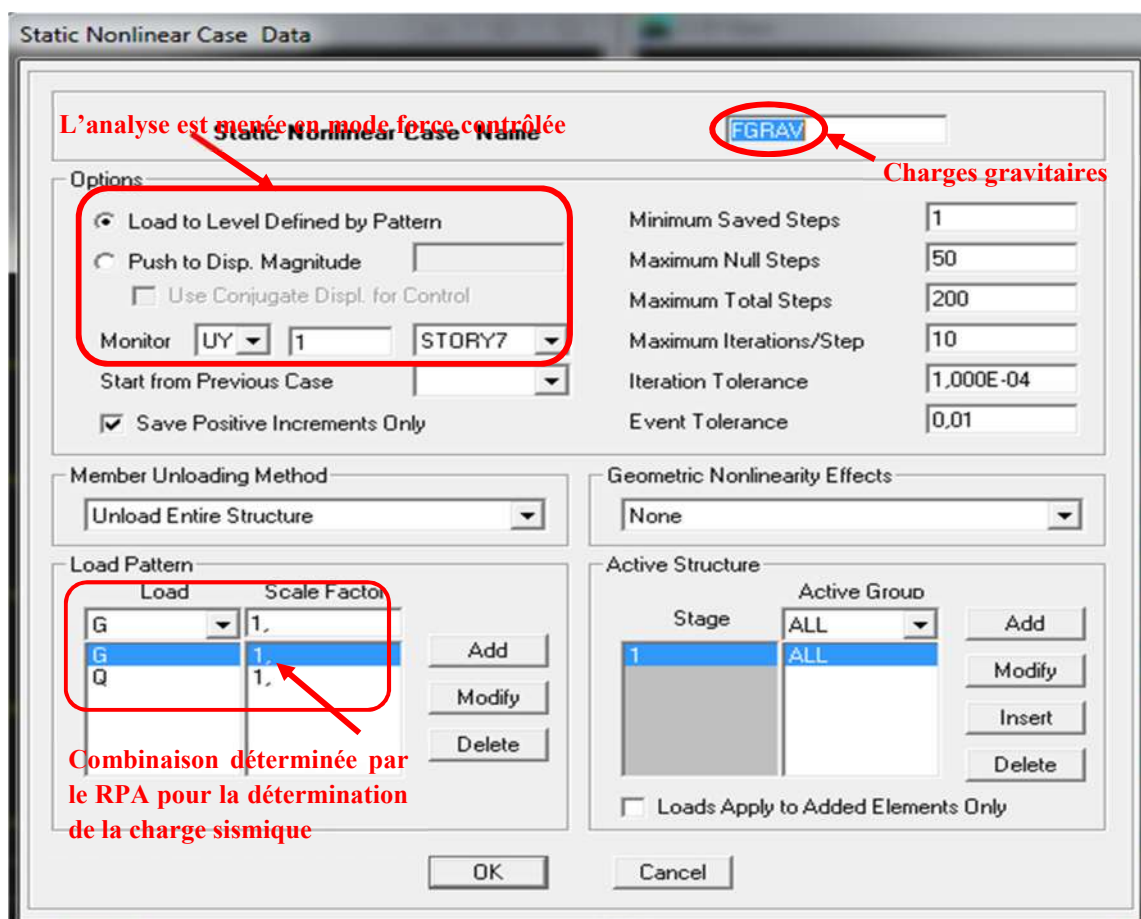 Static Nonlinear Case Data
L'analyse est menée en mode force contrôlée
Static Nonlinear Case Name
FGRAV
Charges gravitaires
Options
Load to Level Defined by Pattern
Push to Disp. Magnitude
Use Conjugate Displ. for Control
Monitor UY 1 STORY7
Start from Previous Case
Save Positive Increments Only
Minimum Saved Steps 1
Maximum Null Steps 50
Maximum Total Steps 200
Maximum Iterations/Step 10
Iteration Tolerance 1,000E-04
Event Tolerance 0,01
Member Unloading Method
Unload Entire Structure
Geometric Nonlinearity Effects
None
Load Pattern
Load Scale Factor
G 1,
G 1,
Q 1,
Add
Modify
Delete
Combinaison déterminée par
le RPA pour la détermination
de la charge sismique
Active Structure
Active Group
Stage ALL
1 ALL
Add
Modify
Insert
Delete
Loads Apply to Added Elements Only
OK Cancel